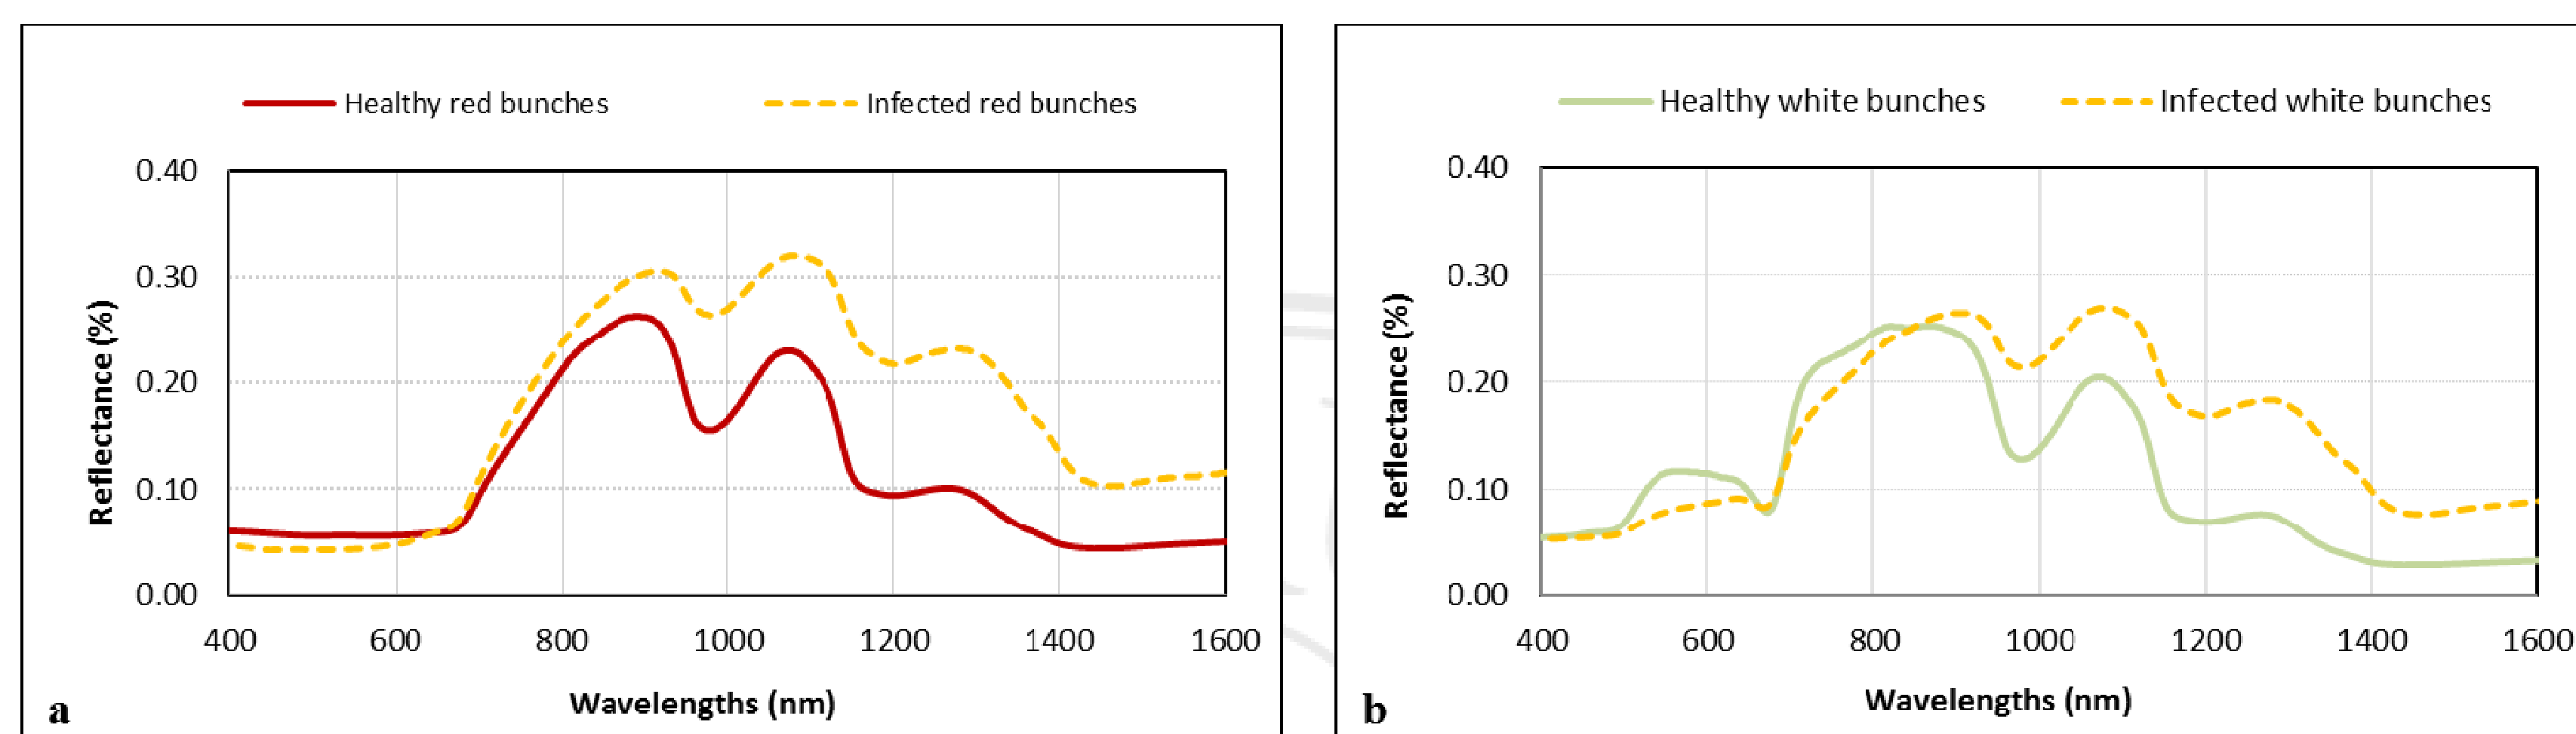 Healthy red bunches
Infected red bunches
0.40
0.30
0.20
0.10
0.00
Reflectance (%)
400 600 800 1000 1200 1400 1600
Wavelengths (nm)
a
Healthy white bunches
Infected white bunches
0.40
0.30
0.20
0.10
0.00
Reflectance (%)
400 600 800 1000 1200 1400 1600
Wavelengths (nm)
b